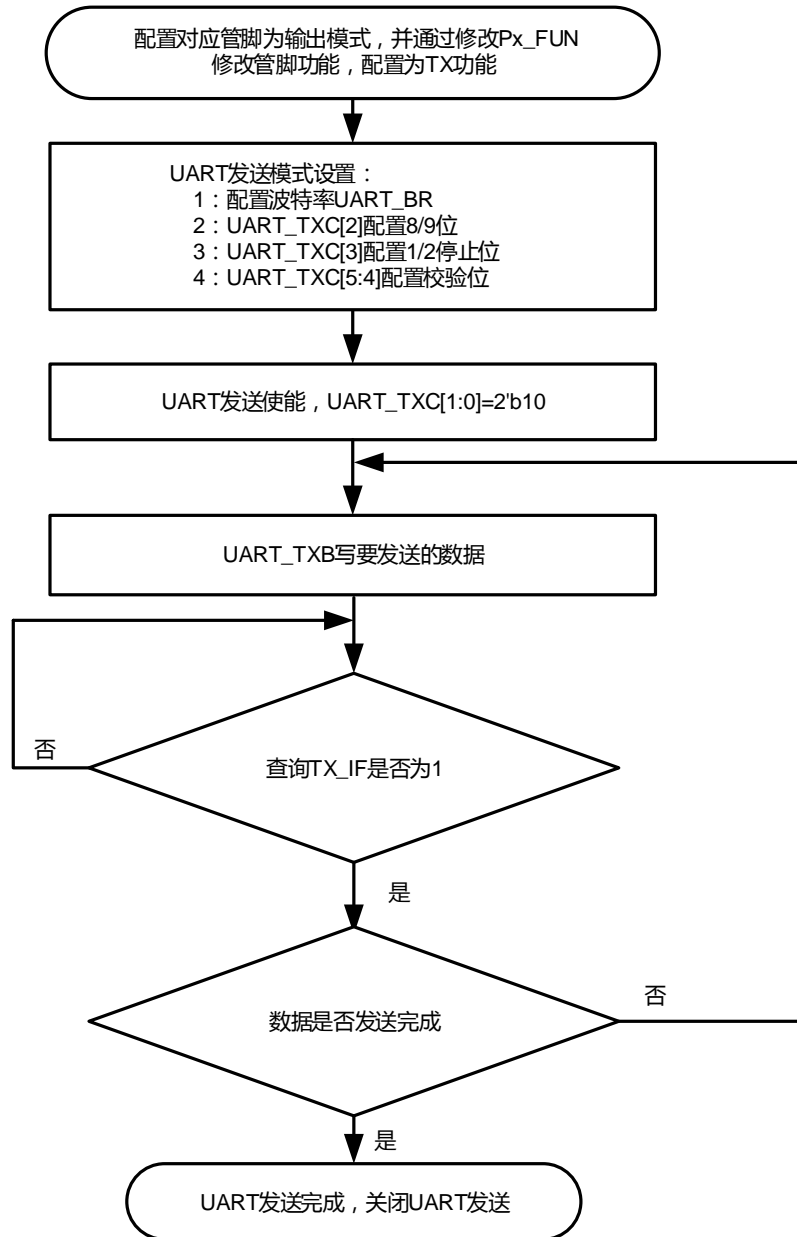 配置对应管脚为输出模式，并通过修改Px_FUN
修改管脚功能，配置为TX功能
UART发送模式设置：
1：配置波特率UART_BR
2：UART_TXC[2]配置8/9位
3：UART_TXC[3]配置1/2停止位
4：UART_TXC[5:4]配置校验位
UART发送使能，UART_TXC[1:0]=2'b10
UART_TXB写要发送的数据
否
查询TX_IF是否为1
是
数据是否发送完成
否
是
UART发送完成，关闭UART发送